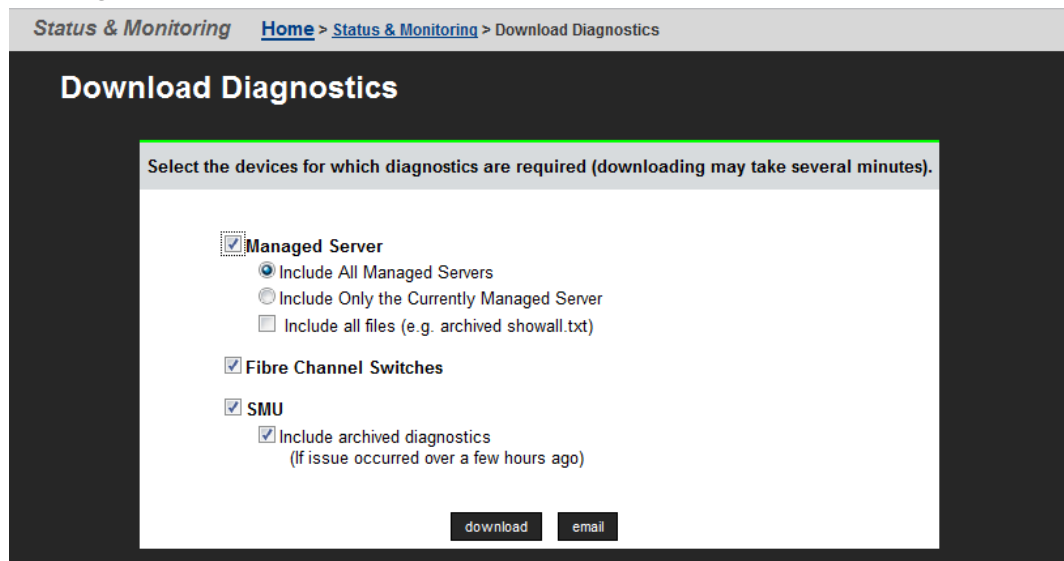 Status & Monitoring Home > Status & Monitoring > Download Diagnostics
Download Diagnostics
Select the devices for which diagnostics are required (downloading may take several minutes).
Managed Server
Include All Managed Servers
Include Only the Currently Managed Server
Include all files (e.g. archived showall.txt)
Fibre Channel Switches
SMU
Include archived diagnostics
(If issue occurred over a few hours ago)
download email